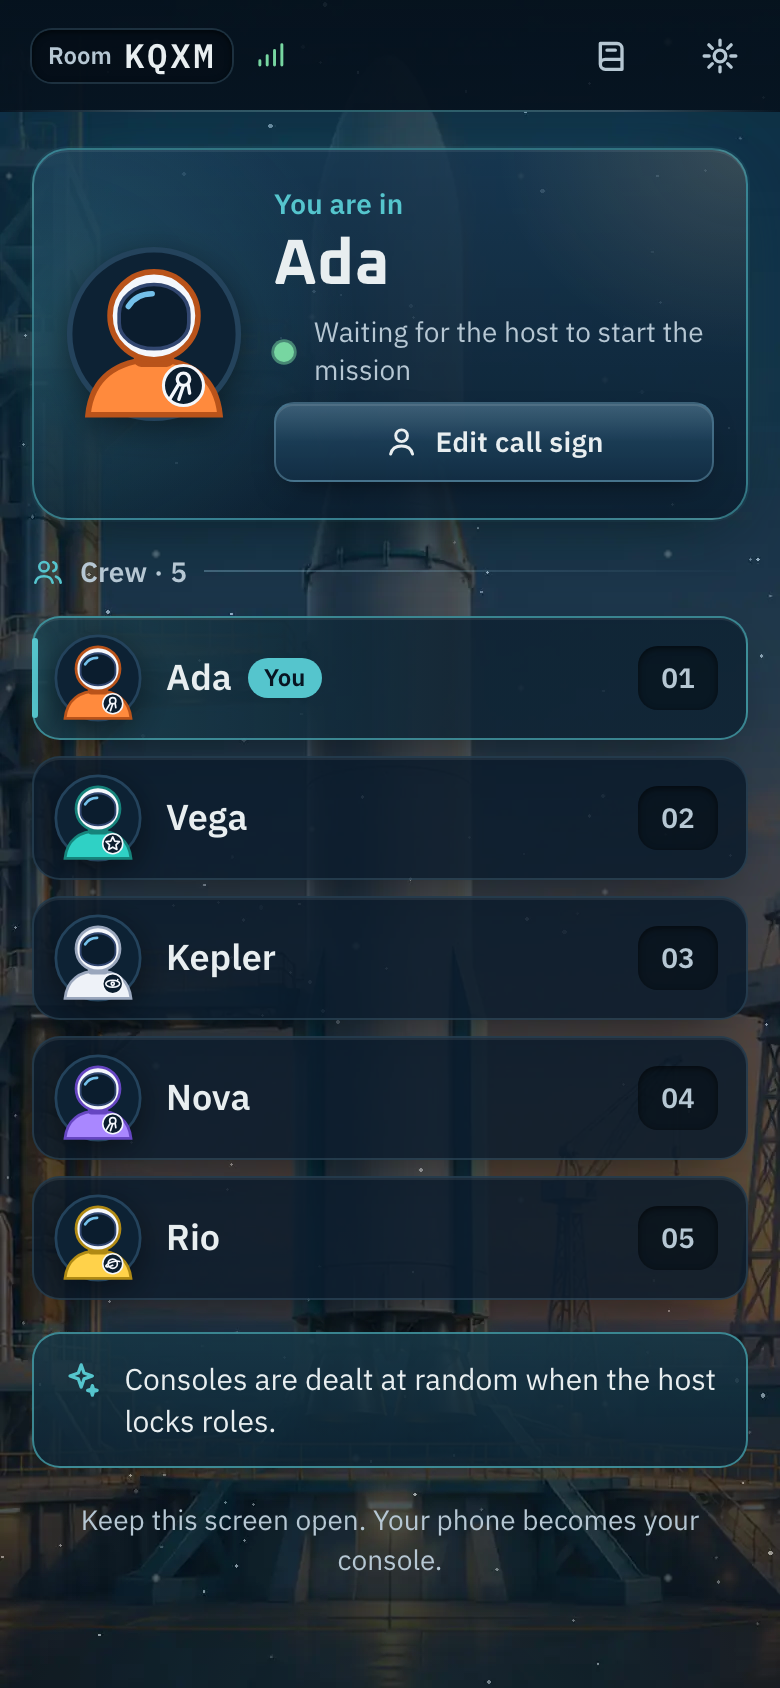 Room KQXM
You are in
Ada
Waiting for the host to start the
mission
Edit call sign
Crew · 5
Ada You 01
Vega 02
Kepler 03
Nova 04
Rio 05
Consoles are dealt at random when the host
locks roles.
Keep this screen open. Your phone becomes your
console.